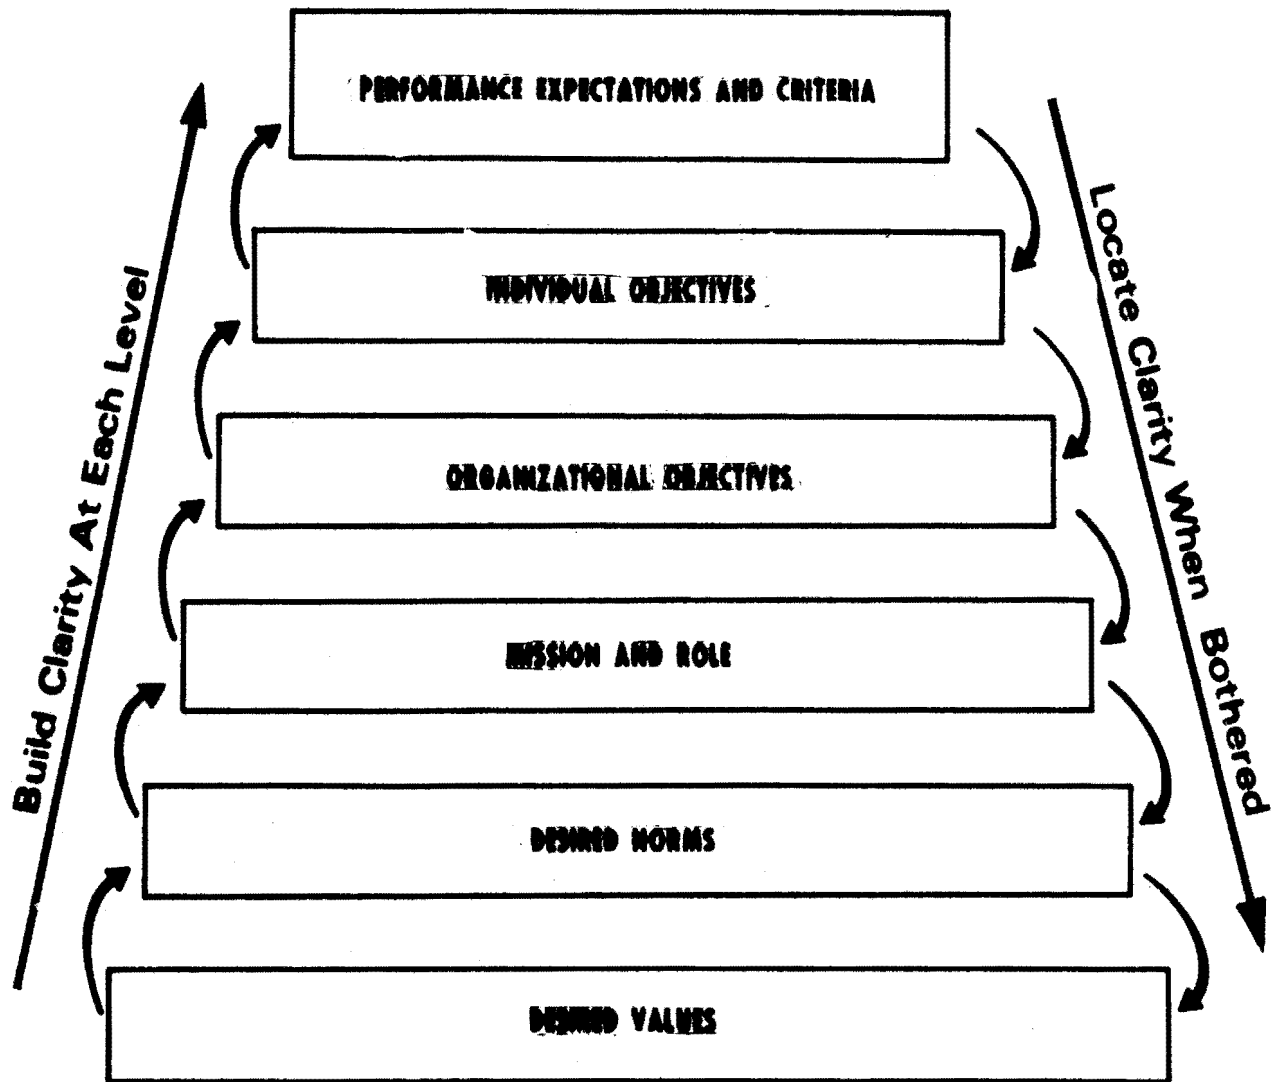 PERFORMANCE EXPECTATIONS AND CRITERIA
INDIVIDUAL OBJECTIVES
ORGANIZATIONAL OBJECTIVES
MISSION AND ROLE
DESIRED NORMS
DESIRED VALUES
Build Clarity At Each Level
Locate Clarity When Bothered